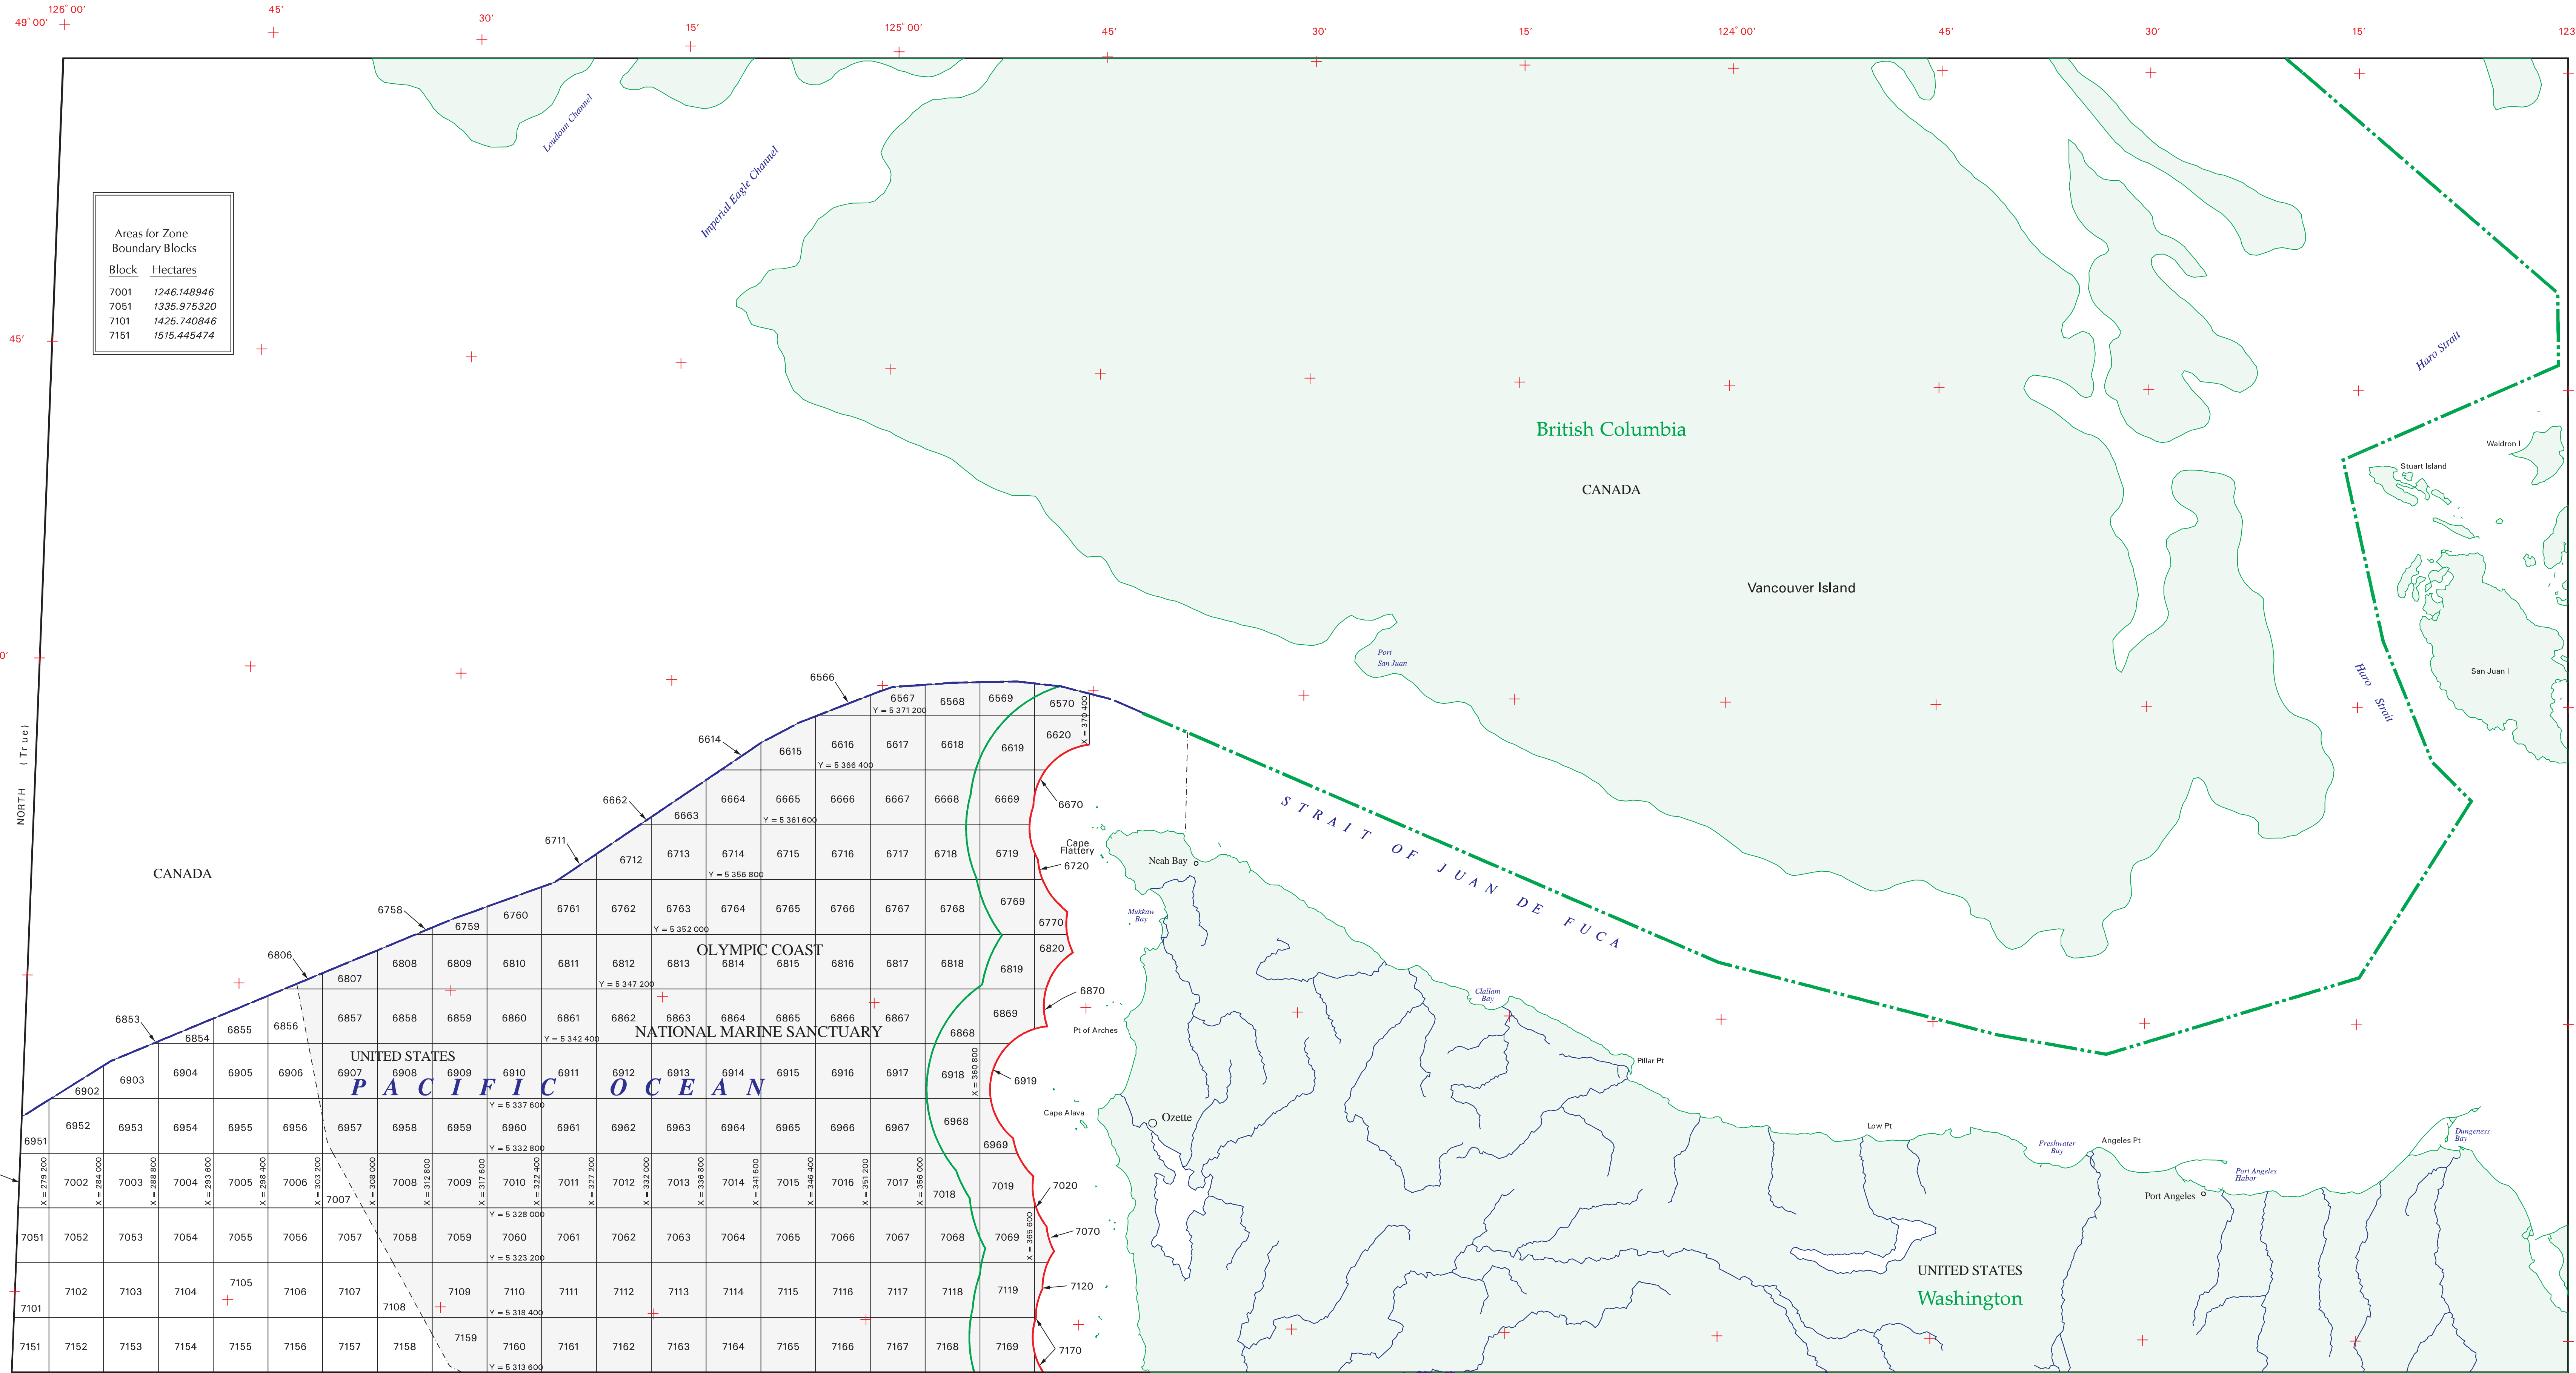 126° 00'
45'
30'
15'
125° 00'
45'
30'
15'
124° 00'
45'
30'
15'
123
49° 00'
Loudoun Channel
Imperial Eagle Channel
Areas for Zone
Boundary Blocks
Block Hectares
7001 1246.148946
7051 1335.975320
7101 1425.740846
7151 1515.445474
45'
Haro Strait
British Columbia
CANADA
Waldron I
Stuart Island
Vancouver Island
0'
Port
San Juan
San Juan I
Haro Strait
NORTH (True)
6566
6567 6568 6569 6570
Y = 5 371 200
X = 370 400
6614
6615 6616 6617 6618 6619 6620
Y = 5 366 400
6662
6663 6664 6665 6666 6667 6668 6669 6670
Y = 5 361 600
STRAIT OF JUAN DE FUCA
6711
6712 6713 6714 6715 6716 6717 6718 6719 6720
Y = 5 356 800
Cape
Flattery
Neah Bay
CANADA
6758
6759 6760 6761 6762 6763 6764 6765 6766 6767 6768 6769 6770
Y = 5 352 000
Mukkaw
Bay
OLYMPIC COAST
6806
6807 6808 6809 6810 6811 6812 6813 6814 6815 6816 6817 6818 6819 6820
Y = 5 347 200
Clallam
Bay
6853
6854 6855 6856 6857 6858 6859 6860 6861 6862 6863 6864 6865 6866 6867 6868 6869 6870
Y = 5 342 400
NATIONAL MARINE SANCTUARY
Pt of Arches
UNITED STATES
Pillar Pt
6902 6903 6904 6905 6906 6907 6908 6909 6910 6911 6912 6913 6914 6915 6916 6917 6918 6919
X = 360 800
PACIFIC OCEAN
Y = 5 337 600
Cape Alava
Ozette
6951 6952 6953 6954 6955 6956 6957 6958 6959 6960 6961 6962 6963 6964 6965 6966 6967 6968 6969
Y = 5 332 800
Low Pt
Freshwater
Bay
Angeles Pt
Dungeness
Bay
Port Angeles
Habor
Port Angeles
7002 7003 7004 7005 7006 7007 7008 7009 7010 7011 7012 7013 7014 7015 7016 7017 7018 7019 7020
X = 279 200 X = 284 000 X = 288 800 X = 293 600 X = 298 400 X = 303 200 X = 308 000 X = 312 800 X = 317 600 X = 322 400 X = 327 200 X = 332 000 X = 336 800 X = 341 600 X = 346 400 X = 351 200 X = 356 000
Y = 5 328 000
7051 7052 7053 7054 7055 7056 7057 7058 7059 7060 7061 7062 7063 7064 7065 7066 7067 7068 7069 7070
X = 365 600
Y = 5 323 200
7101 7102 7103 7104 7105 7106 7107 7108 7109 7110 7111 7112 7113 7114 7115 7116 7117 7118 7119 7120
Y = 5 318 400
UNITED STATES
Washington
7151 7152 7153 7154 7155 7156 7157 7158 7159 7160 7161 7162 7163 7164 7165 7166 7167 7168 7169 7170
Y = 5 313 600